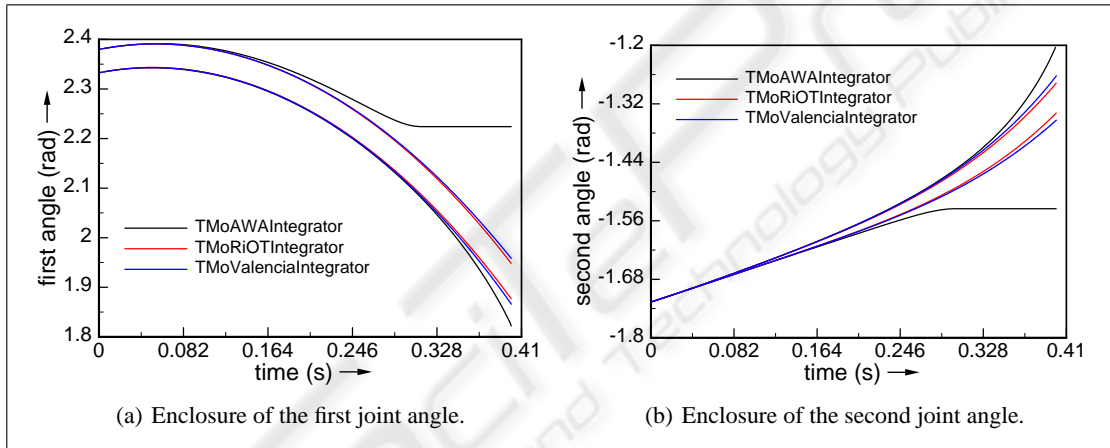 2.4
2.3
2.2
2.1
2
1.9
1.8
first angle (rad)
TMoAWAIntegrator
TMoRiOTIntegrator
TMoValenciaIntegrator
0 0.082 0.164 0.246 0.328 0.41
time (s)
(a) Enclosure of the first joint angle.
-1.2
-1.32
-1.44
-1.56
-1.68
-1.8
second angle (rad)
TMoAWAIntegrator
TMoRiOTIntegrator
TMoValenciaIntegrator
0 0.082 0.164 0.246 0.328 0.41
time (s)
(b) Enclosure of the second joint angle.